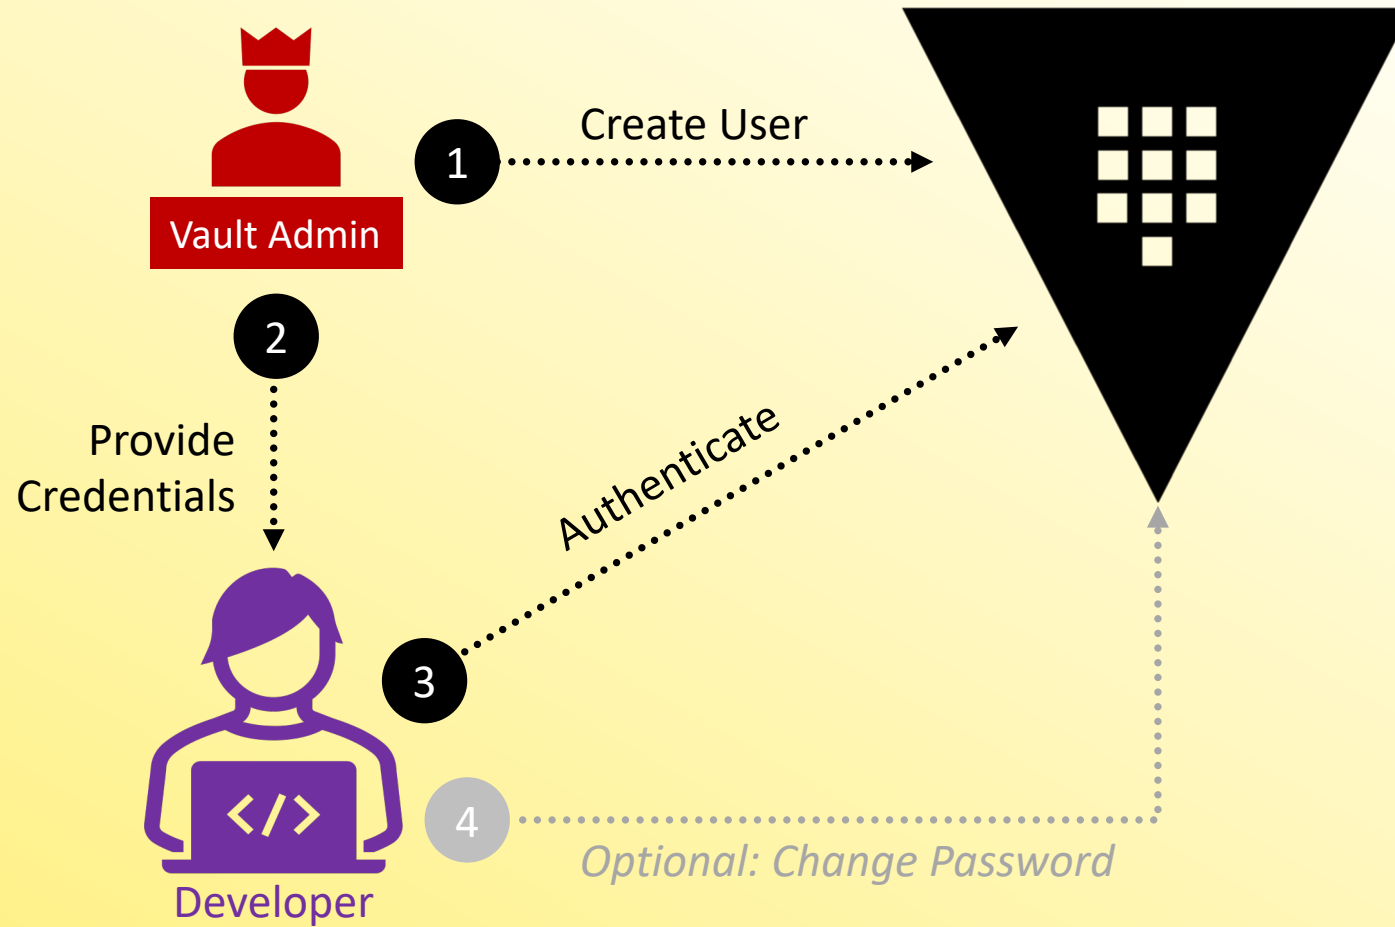 1
Create User
Vault Admin
2
Provide
Credentials
Authenticate
3
</>
4
Optional: Change Password
Developer